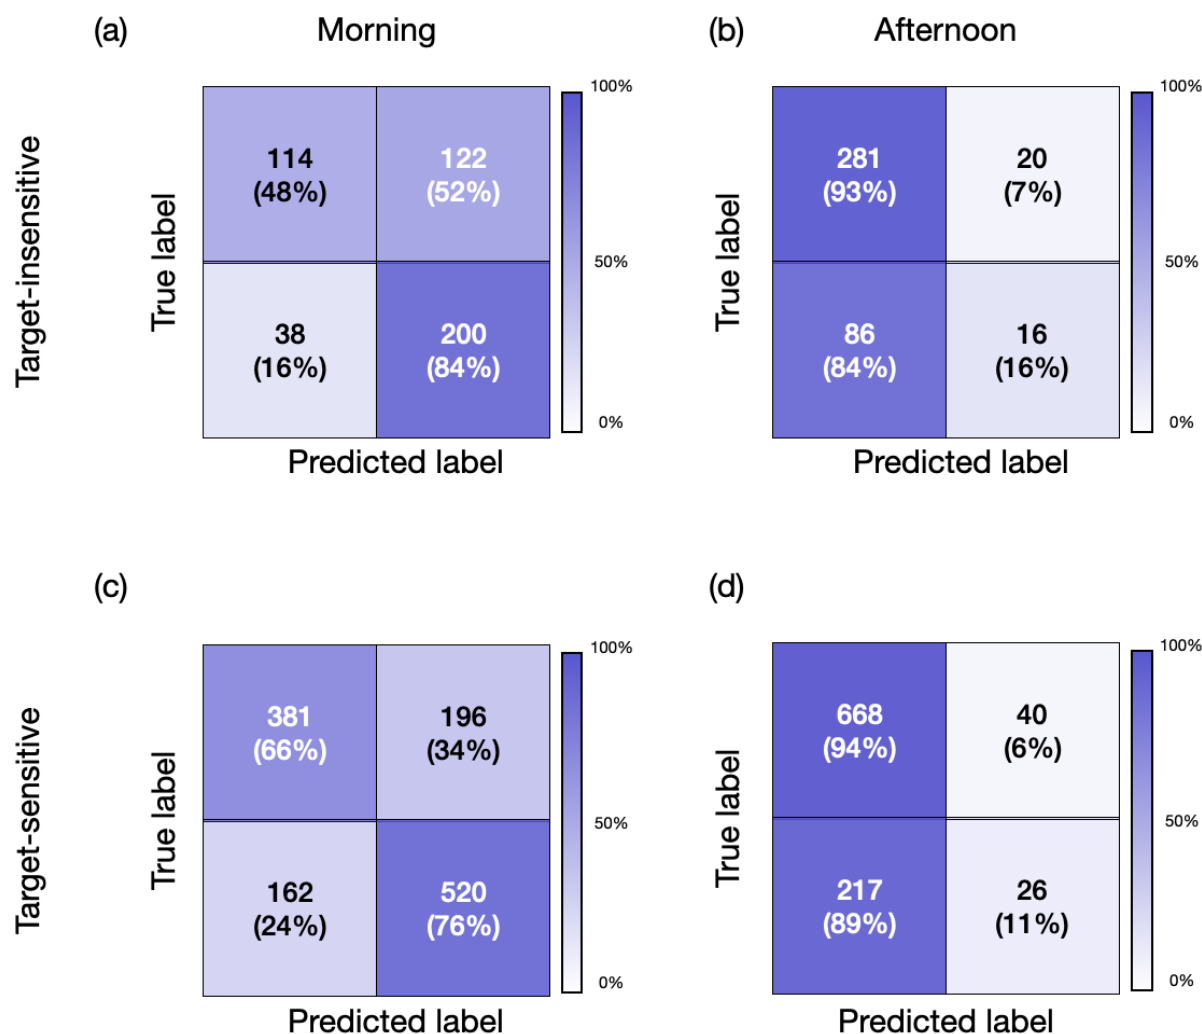 (a) Morning
(b) Afternoon
Target-insensitive
True label
114 122
(48%) (52%)
38 200
(16%) (84%)
Predicted label
100%
50%
0%
True label
281 20
(93%) (7%)
86 16
(84%) (16%)
Predicted label
100%
50%
0%
(c)
(d)
Target-sensitive
True label
381 196
(66%) (34%)
162 520
(24%) (76%)
Predicted label
100%
50%
0%
True label
668 40
(94%) (6%)
217 26
(89%) (11%)
Predicted label
100%
50%
0%